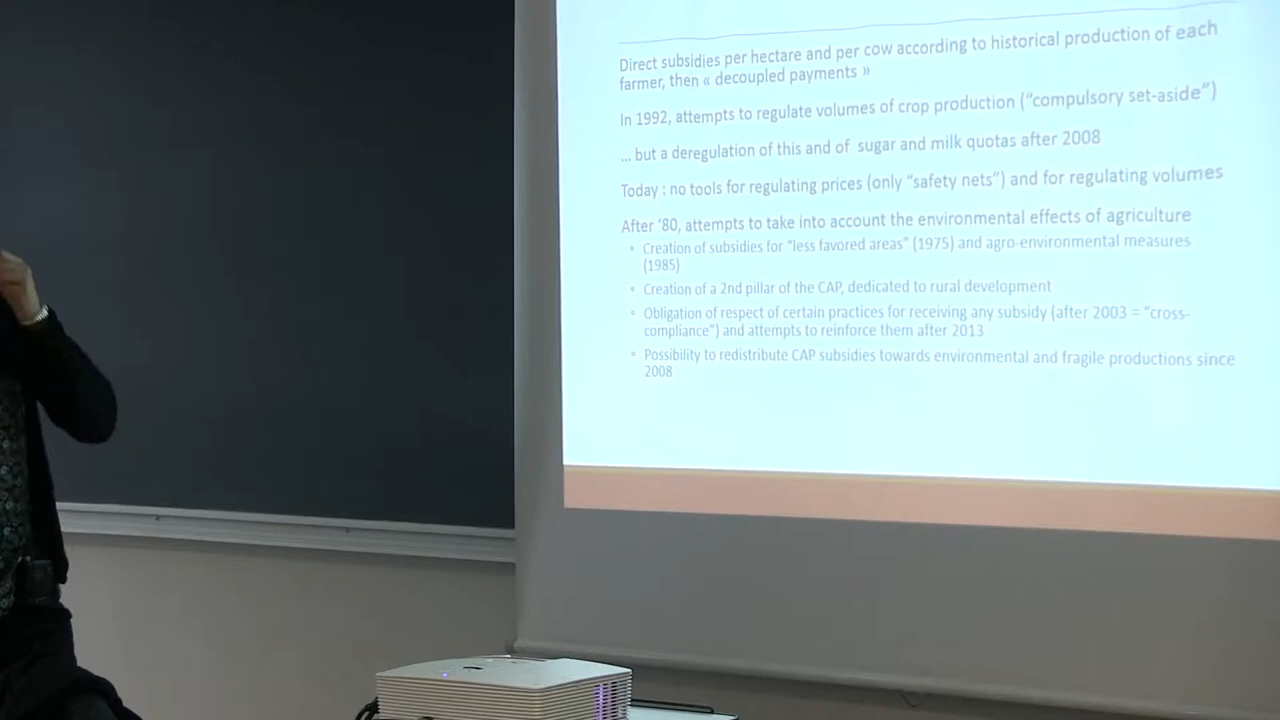 Direct subsidies per hectare and per cow according to historical production of each
farmer, then « decoupled payments »
In 1992, attempts to regulate volumes of crop production (“compulsory set-aside”)
... but a deregulation of this and of sugar and milk quotas after 2008
Today : no tools for regulating prices (only “safety nets”) and for regulating volumes
After '80, attempts to take into account the environmental effects of agriculture
Creation of subsidies for “less favored areas” (1975) and agro-environmental measures
(1985)
Creation of a 2nd pillar of the CAP, dedicated to rural development
Obligation of respect of certain practices for receiving any subsidy (after 2003 = “cross-
compliance”) and attempts to reinforce them after 2013
Possibility to redistribute CAP subsidies towards environmental and fragile productions since
2008